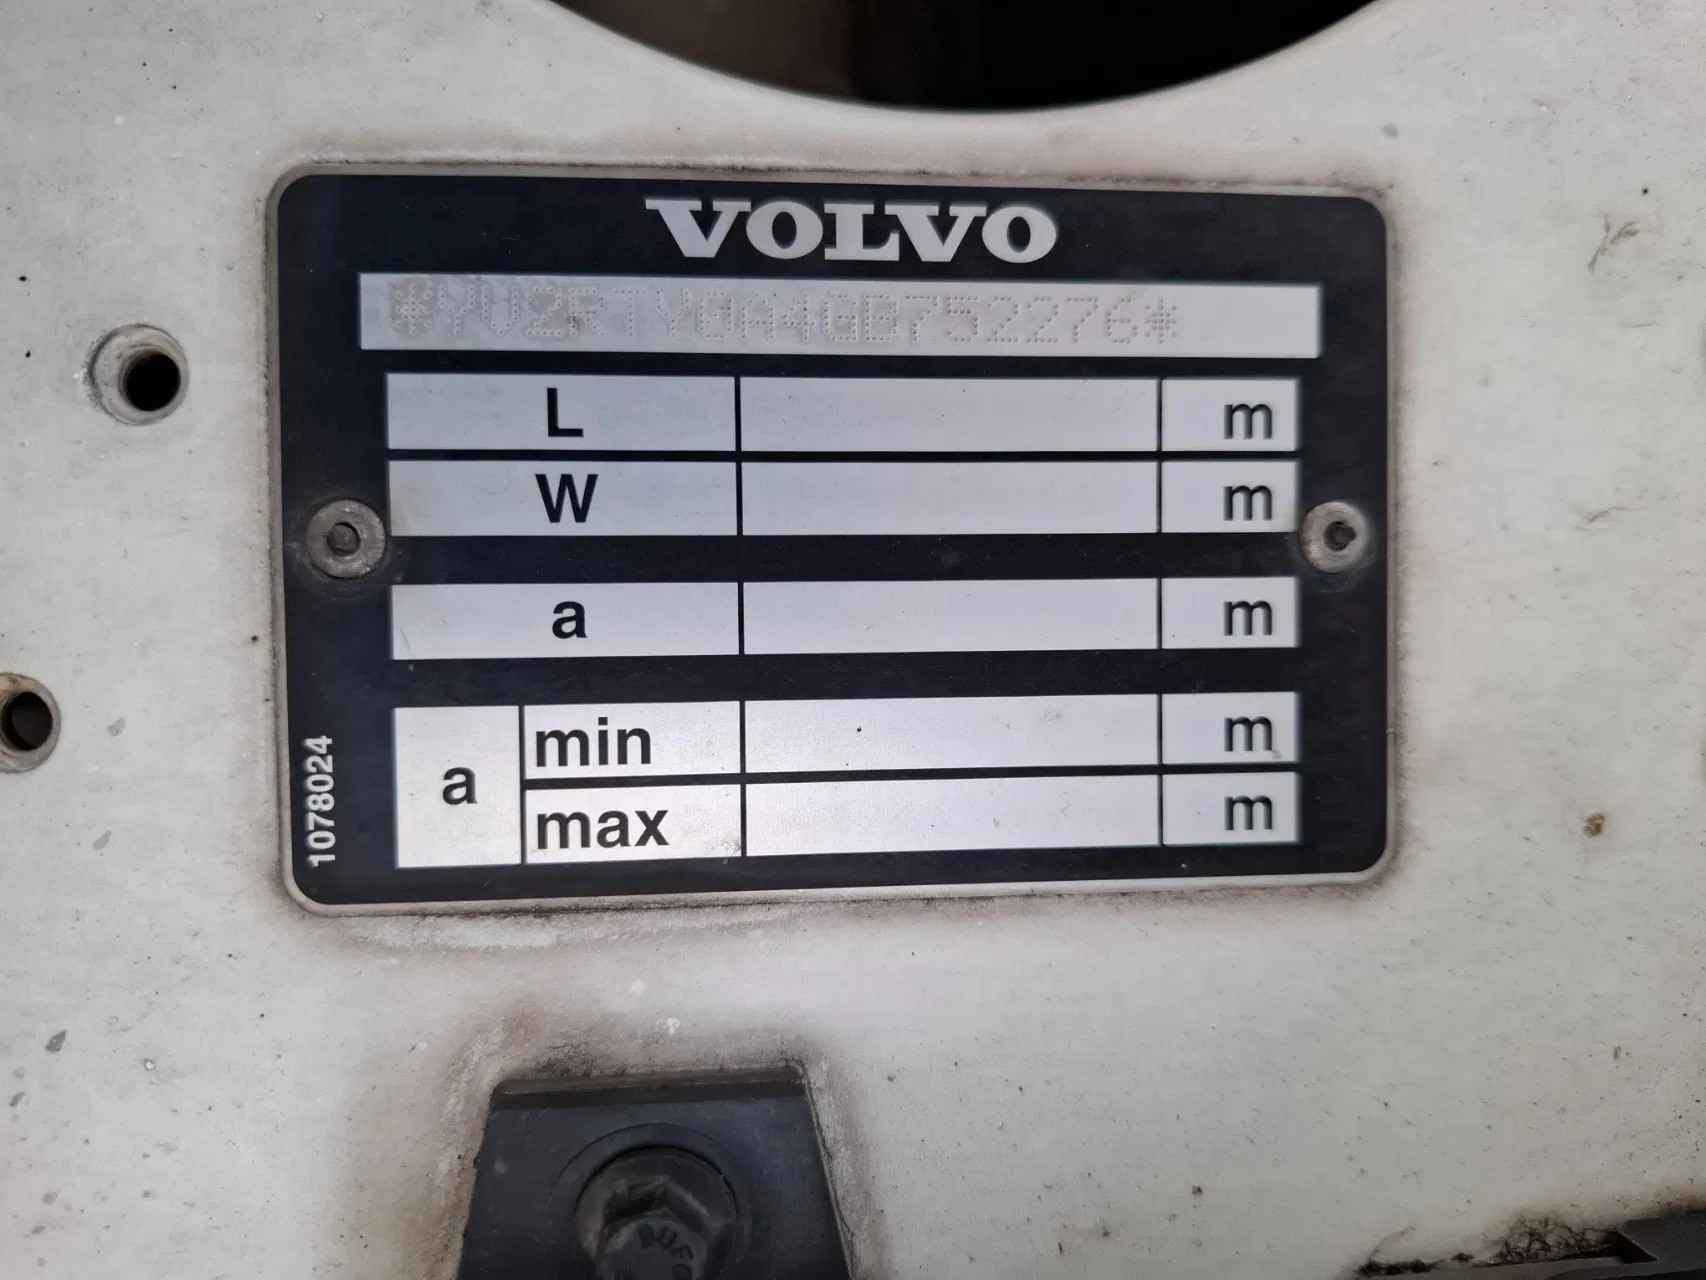 VOLVO
*YV2RTY0A4GB752276*
L m
W m
a m
a min m
max m
1078024